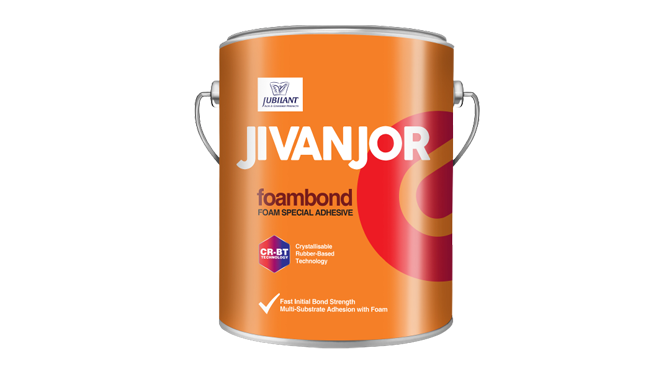 JUBILANT
JIVANJOR
foambond
FOAM SPECIAL ADHESIVE
CR-BT
TECHNOLOGY
Crystallisable
Rubber-Based
Technology
Fast Initial Bond Strength
Multi-Substrate Adhesion with Foam